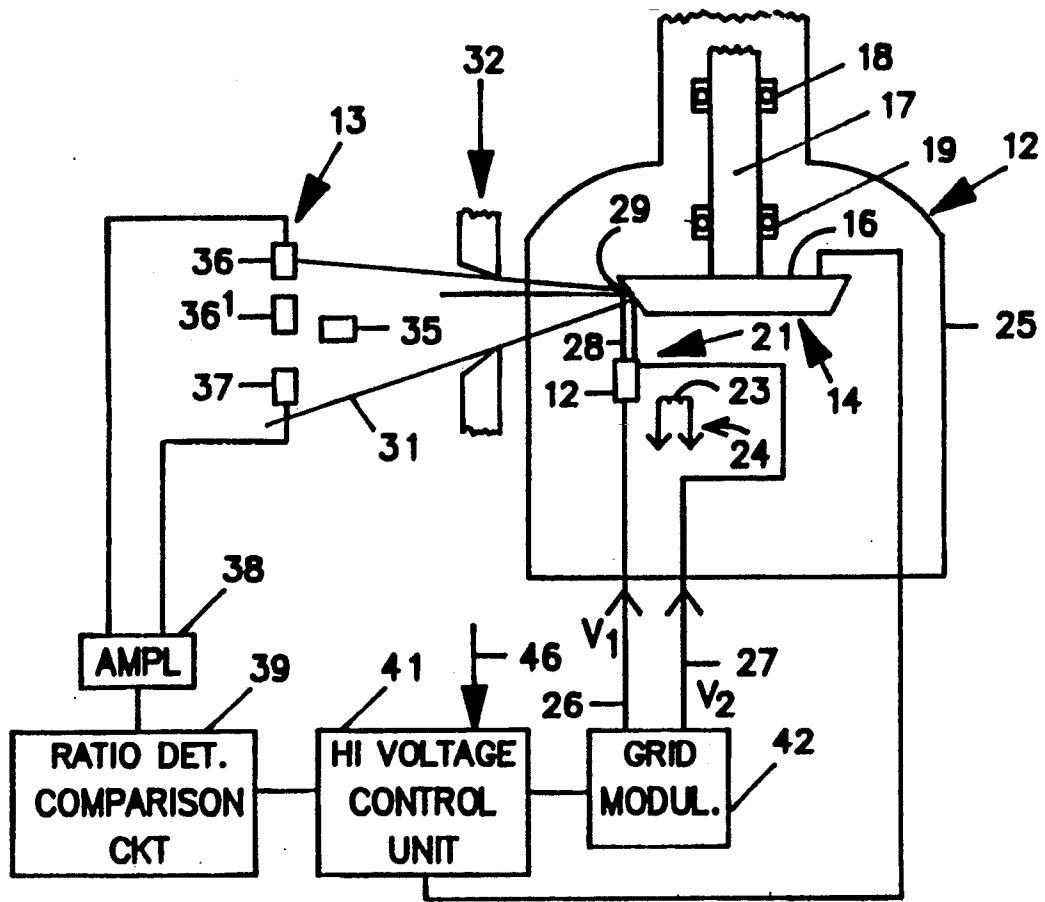 32
18
17
13
19
12
29
16
36
36¹
35
28
21
25
37
12
23
14
31
24
38
V₁
AMPL
46
27
39
41
26
V₂
42
RATIO DET.
COMPARISON
CKT
HI VOLTAGE
CONTROL
UNIT
GRID
MODUL.